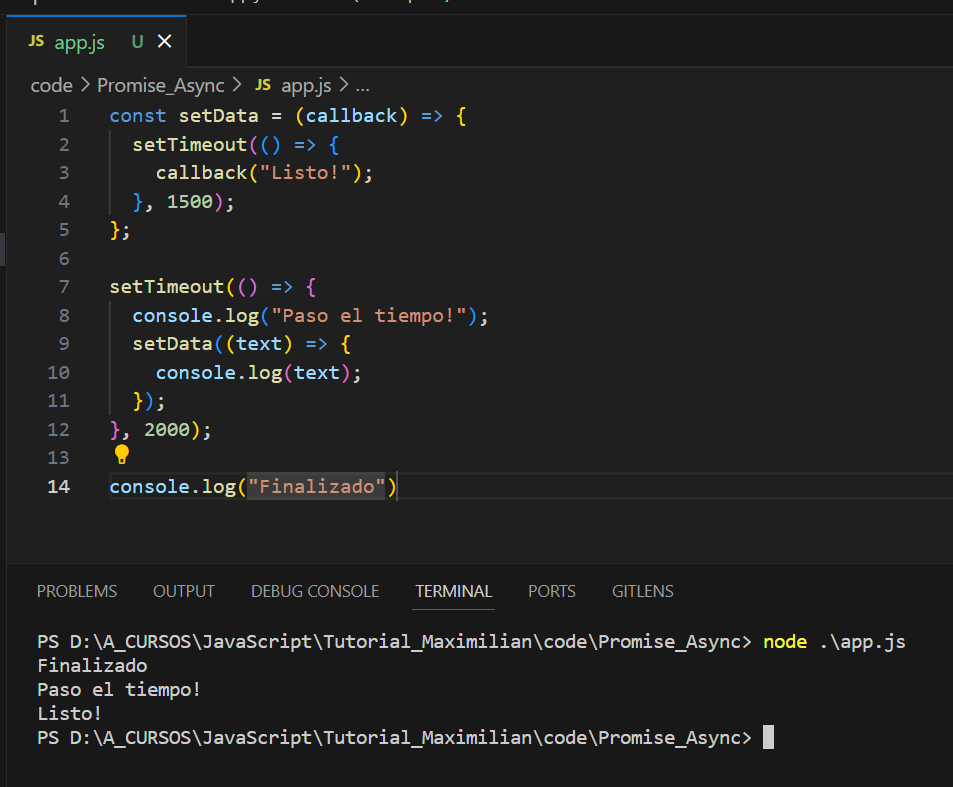 JS app.js U
code > Promise_Async > JS app.js > ...
1 const setData = (callback) => {
2   setTimeout(() => {
3     callback("Listo!");
4   }, 1500);
5 };
6
7 setTimeout(() => {
8   console.log("Paso el tiempo!");
9   setData((text) => {
10     console.log(text);
11   });
12 }, 2000);
13
14 console.log("Finalizado")
PROBLEMS OUTPUT DEBUG CONSOLE TERMINAL PORTS GITLENS
PS D:\A_CURSOS\JavaScript\Tutorial_Maximilian\code\Promise_Async> node .\app.js
Finalizado
Paso el tiempo!
Listo!
PS D:\A_CURSOS\JavaScript\Tutorial_Maximilian\code\Promise_Async>